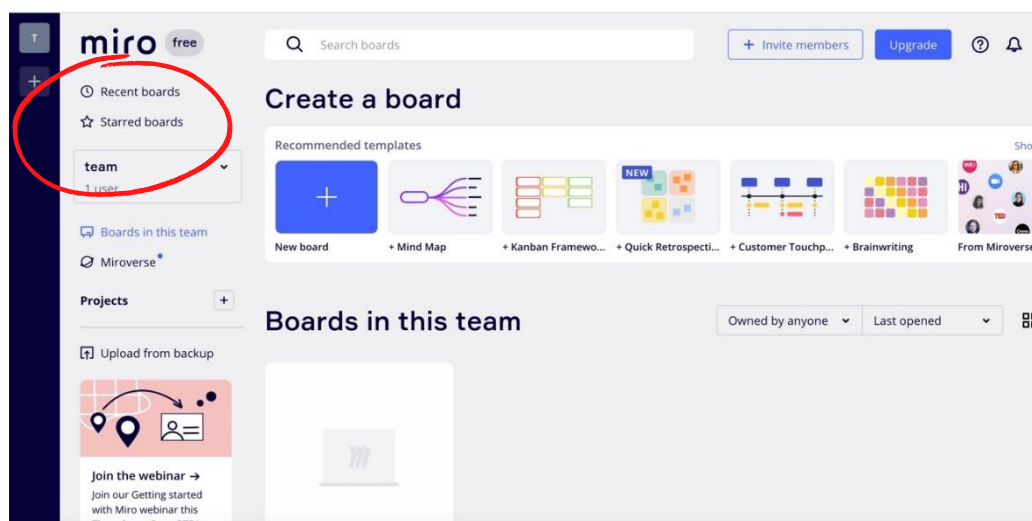 T
miro free
Search boards
+ Invite members
Upgrade
+
Recent boards
Starred boards
team
1 user
Boards in this team
Miroverse
Projects +
Upload from backup
Join the webinar →
Join our Getting started
with Miro webinar this
Create a board
Recommended templates
Sho
NEW
New board
+ Mind Map
+ Kanban Framewo...
+ Quick Retrospecti...
+ Customer Touchp...
+ Brainwriting
From Miroverse
Boards in this team
Owned by anyone
Last opened